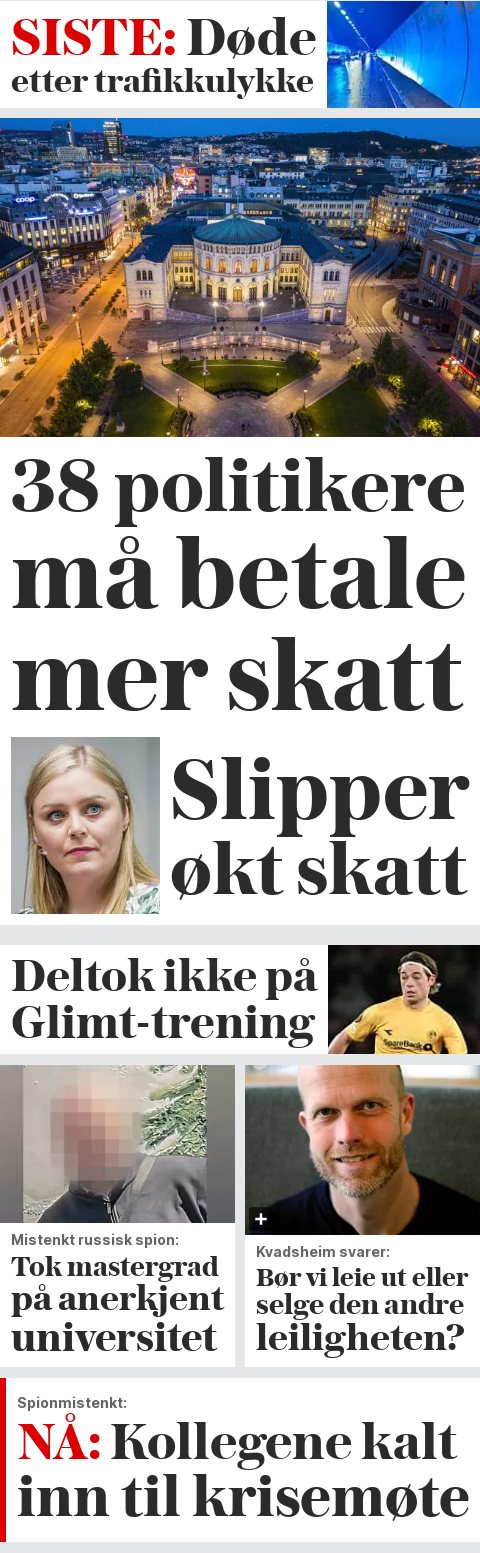 SISTE: Døde
etter trafikkulykke
coop
38 politikere
må betale
mer skatt
Slipper
økt skatt
Deltok ikke på
Glimt-trening
SpareBank
Mistenkt russisk spion:
Tok mastergrad
på anerkjent
universitet
Kvadsheim svarer:
Bør vi leie ut eller
selge den andre
leiligheten?
Spionmistenkt:
NÅ: Kollegene kalt
inn til krisemøte